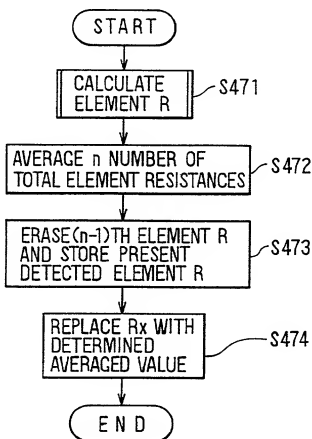 START
CALCULATE
ELEMENT R
S471
AVERAGE n NUMBER OF
TOTAL ELEMENT RESISTANCES
S472
ERASE(n-1)TH ELEMENT R
AND STORE PRESENT
DETECTED ELEMENT R
S473
REPLACE Rx WITH
DETERMINED
AVERAGED VALUE
S474
END